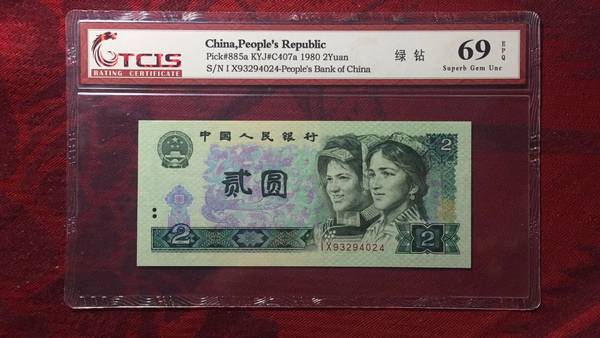 TCJS
RATING CERTIFICATE
China,People's Republic
Pick#885a KYJ#C407a 1980 2Yuan
S/N I X93294024-People's Bank of China
绿 钻
69 EPQ
Superb Gem Unc
中国人民银行
2
贰圆
2
IX93294024
2